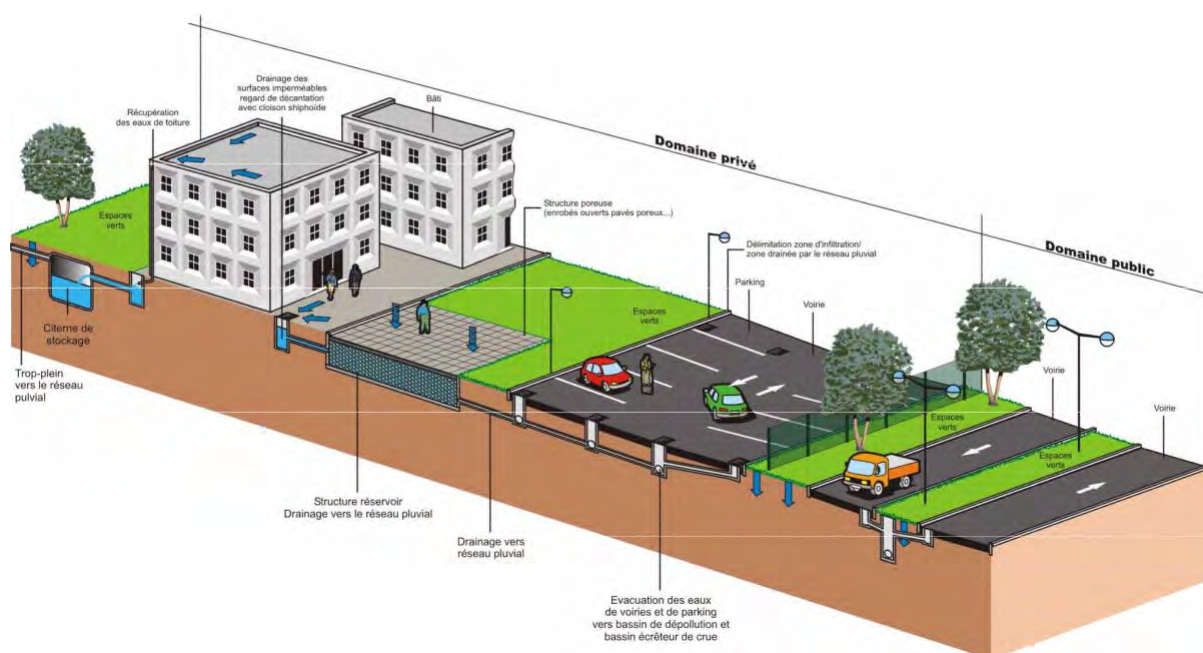 Drainage des
surfaces imperméables
regard de décantation
avec cloison shiphoïde
Bâti
Récupération
des eaux de toiture
Domaine privé
Structure poreuse
(enrobés ouverts pavés poreux...)
Espaces
verts
Délimitation zone d'infiltration/
zone drainée par le réseau pluvial
Domaine public
Parking
Voirie
Espaces
verts
Citerne de
stockage
Trop-plein
vers le réseau
pulvial
Voirie
Voirie
Espaces
verts
Espaces
verts
Structure réservoir
Drainage vers le réseau pluvial
Drainage vers
réseau pluvial
Evacuation des eaux
de voiries et de parking
vers bassin de dépollution et
bassin écrêteur de crue